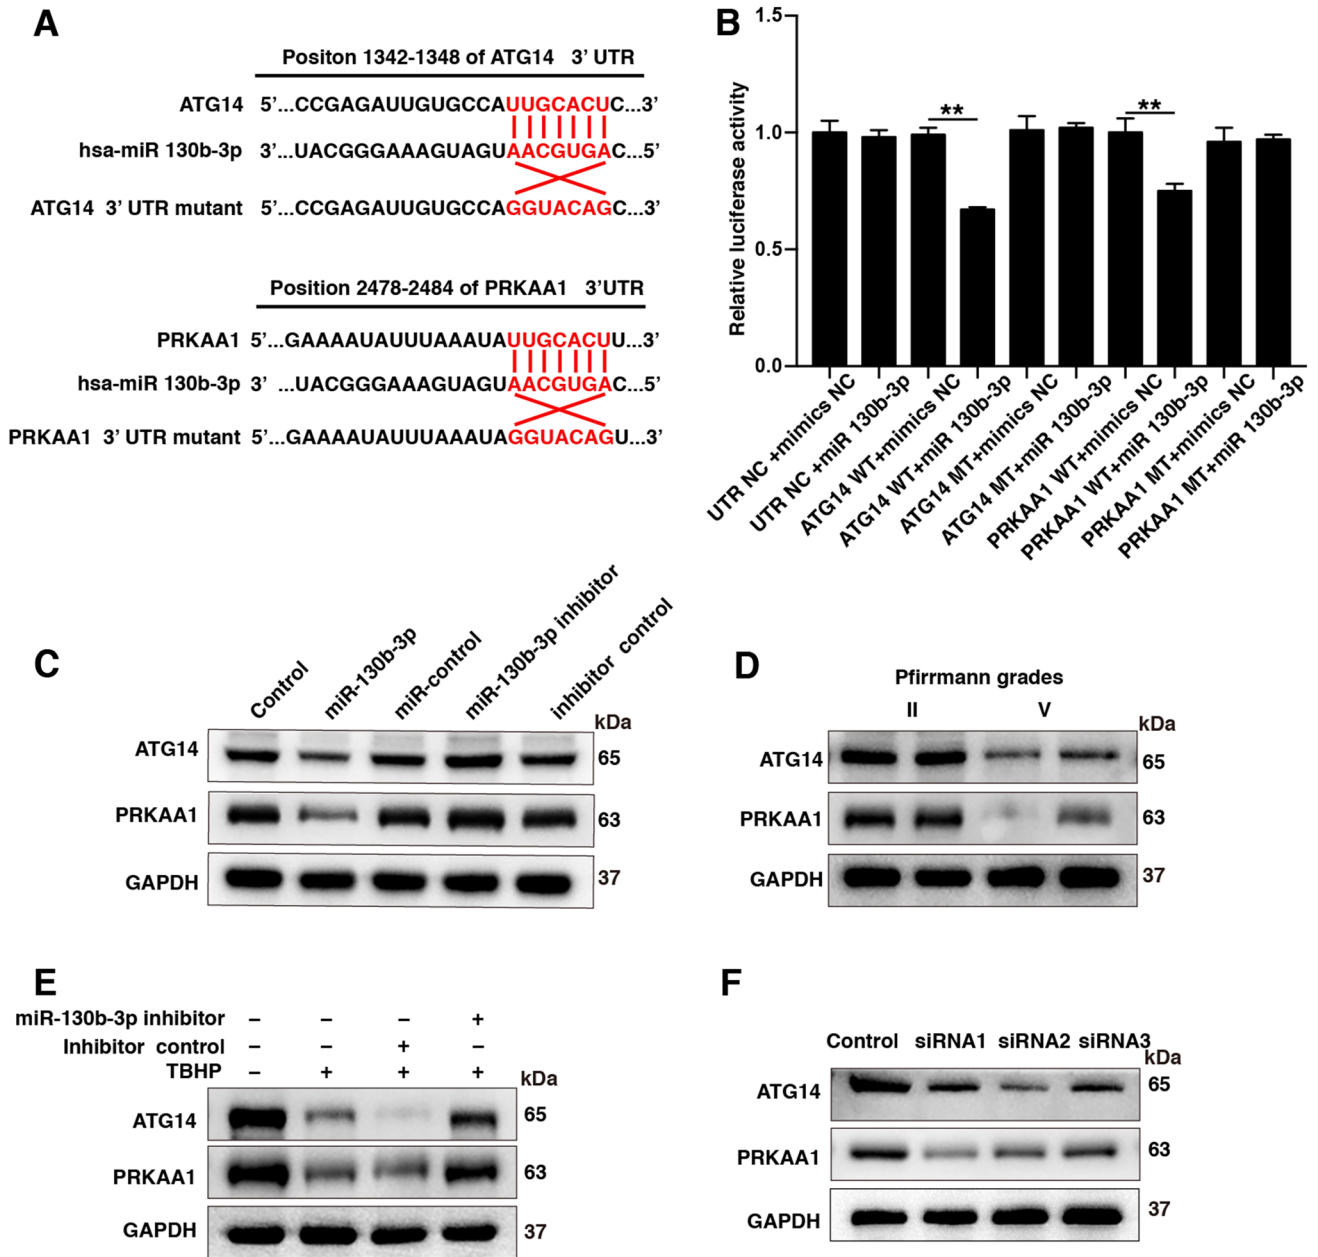 A
Positon 1342-1348 of ATG14 3' UTR
ATG14 5'...CCGAGAUUGUGCCAUUGCACUC...3'
hsa-miR 130b-3p 3'...UACGGGAAAGUAGUAACGUGAC...5'
ATG14 3' UTR mutant 5'...CCGAGAUUGUGCCAGGUACAGC...3'
Position 2478-2484 of PRKAA1 3'UTR
PRKAA1 5'...GAAAAUAUUUAAAUAUUGCACUU...3'
hsa-miR 130b-3p 3' ...UACGGGAAAGUAGUAACGUGAC...5'
PRKAA1 3' UTR mutant 5'...GAAAAUAUUUAAAUAGGUACAGU...3'
B
Relative luciferase activity
1.5
1.0
0.5
0.0
**
**
UTR NC +mimics NC
UTR NC +miR 130b-3p
ATG14 WT+mimics NC
ATG14 WT+miR 130b-3p
ATG14 MT+mimics NC
ATG14 MT+miR 130b-3p
PRKAA1 WT+mimics NC
PRKAA1 WT+miR 130b-3p
PRKAA1 MT+mimics NC
PRKAA1 MT+miR 130b-3p
C
Control
miR-130b-3p
miR-control
miR-130b-3p inhibitor
inhibitor control
kDa
ATG14 65
PRKAA1 63
GAPDH 37
D
Pfirrmann grades
II V
kDa
ATG14 65
PRKAA1 63
GAPDH 37
E
miR-130b-3p inhibitor – – – +
Inhibitor control – – + –
TBHP – + + +
kDa
ATG14 65
PRKAA1 63
GAPDH 37
F
Control siRNA1 siRNA2 siRNA3
kDa
ATG14 65
PRKAA1 63
GAPDH 37